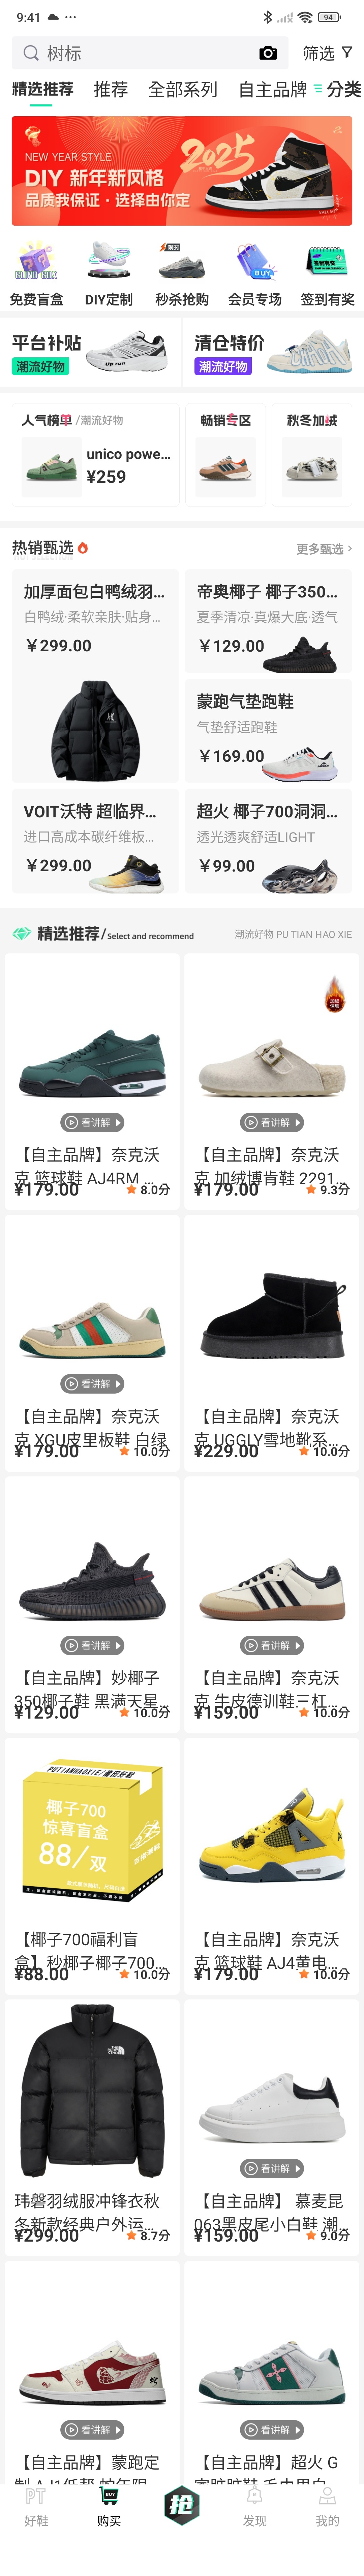 9:41
94
树标
筛选
精选推荐 推荐 全部系列 自主品牌 分类
NEW YEAR STYLE
2025
DIY 新年新风格
品质我保证·选择由你定
BLIND BOX
BUY
免费盲盒 DIY定制 秒杀抢购 会员专场 签到有奖
平台补贴
潮流好物
Up run
清仓特价
潮流好物
人气榜单 /潮流好物
unico powe...
¥259
畅销专区
秋冬加绒
热销甄选
更多甄选
加厚面包白鸭绒羽...
白鸭绒·柔软亲肤·贴身...
￥299.00
帝奥椰子 椰子350...
夏季清凉·真爆大底·透气
￥129.00
蒙跑气垫跑鞋
气垫舒适跑鞋
￥169.00
VOIT沃特 超临界...
进口高成本碳纤维板...
￥299.00
超火 椰子700洞洞...
透光透爽舒适LIGHT
￥99.00
精选推荐/Select and recommend
潮流好物 PU TIAN HAO XIE
看讲解
【自主品牌】奈克沃
克 篮球鞋 AJ4RM ...
¥179.00
8.0分
加绒
保暖
看讲解
【自主品牌】奈克沃
克 加绒博肯鞋 2291...
¥179.00
9.3分
看讲解
【自主品牌】奈克沃
克 XGU皮里板鞋 白绿
¥179.00
10.0分
【自主品牌】奈克沃
克 UGGLY雪地靴系...
¥229.00
10.0分
看讲解
【自主品牌】妙椰子
350椰子鞋 黑满天星...
¥129.00
10.0分
看讲解
【自主品牌】奈克沃
克 牛皮德训鞋三杠...
¥159.00
10.0分
PUTIANHAOXIE/莆田好鞋
椰子700
惊喜盲盒
88/双
【椰子700福利盲
盒】秒椰子椰子700...
¥88.00
10.0分
【自主品牌】奈克沃
克 篮球鞋 AJ4黄电...
¥179.00
10.0分
玮磐羽绒服冲锋衣秋
冬新款经典户外运...
¥299.00
8.7分
看讲解
【自主品牌】 慕麦昆
063黑皮尾小白鞋 潮...
¥159.00
9.0分
看讲解
【自主品牌】蒙跑定
制 AJ1低帮 蛇年限
看讲解
【自主品牌】超火 G
PT
好鞋
BUY
购买
抢
发现
我的